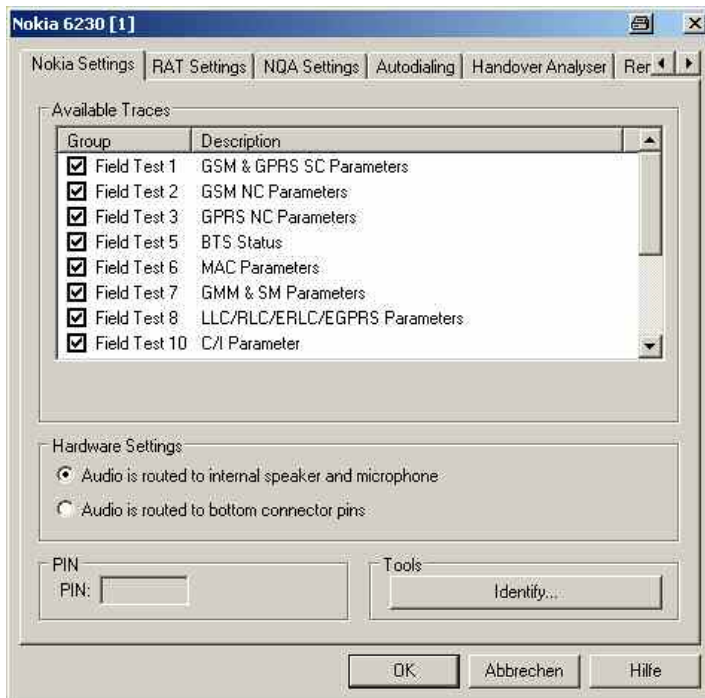 Nokia 6230 [1]
Nokia Settings RAT Settings NQA Settings Autodialing Handover Analyser Rer
Available Traces
Group Description
Field Test 1 GSM & GPRS SC Parameters
Field Test 2 GSM NC Parameters
Field Test 3 GPRS NC Parameters
Field Test 5 BTS Status
Field Test 6 MAC Parameters
Field Test 7 GMM & SM Parameters
Field Test 8 LLC/RLC/ERLC/EGPRS Parameters
Field Test 10 C/I Parameter
Hardware Settings
Audio is routed to internal speaker and microphone
Audio is routed to bottom connector pins
PIN Tools
PIN: Identify...
OK Abbrechen Hilfe